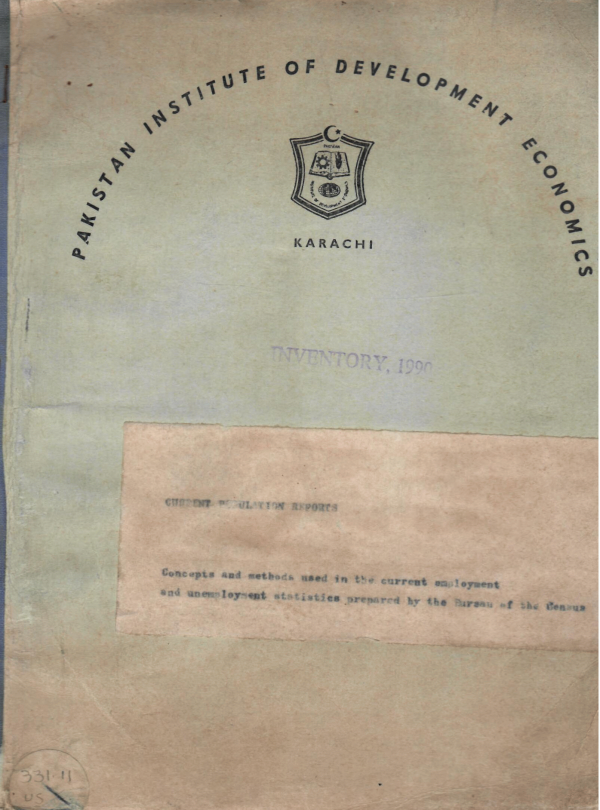 PAKISTAN INSTITUTE OF DEVELOPMENT ECONOMICS
KARACHI
INVENTORY, 1990
CURRENT POPULATION REPORTS
Concepts and methods used in the current employment
and unemployment statistics prepared by the Bureau of the Census
331.11
US